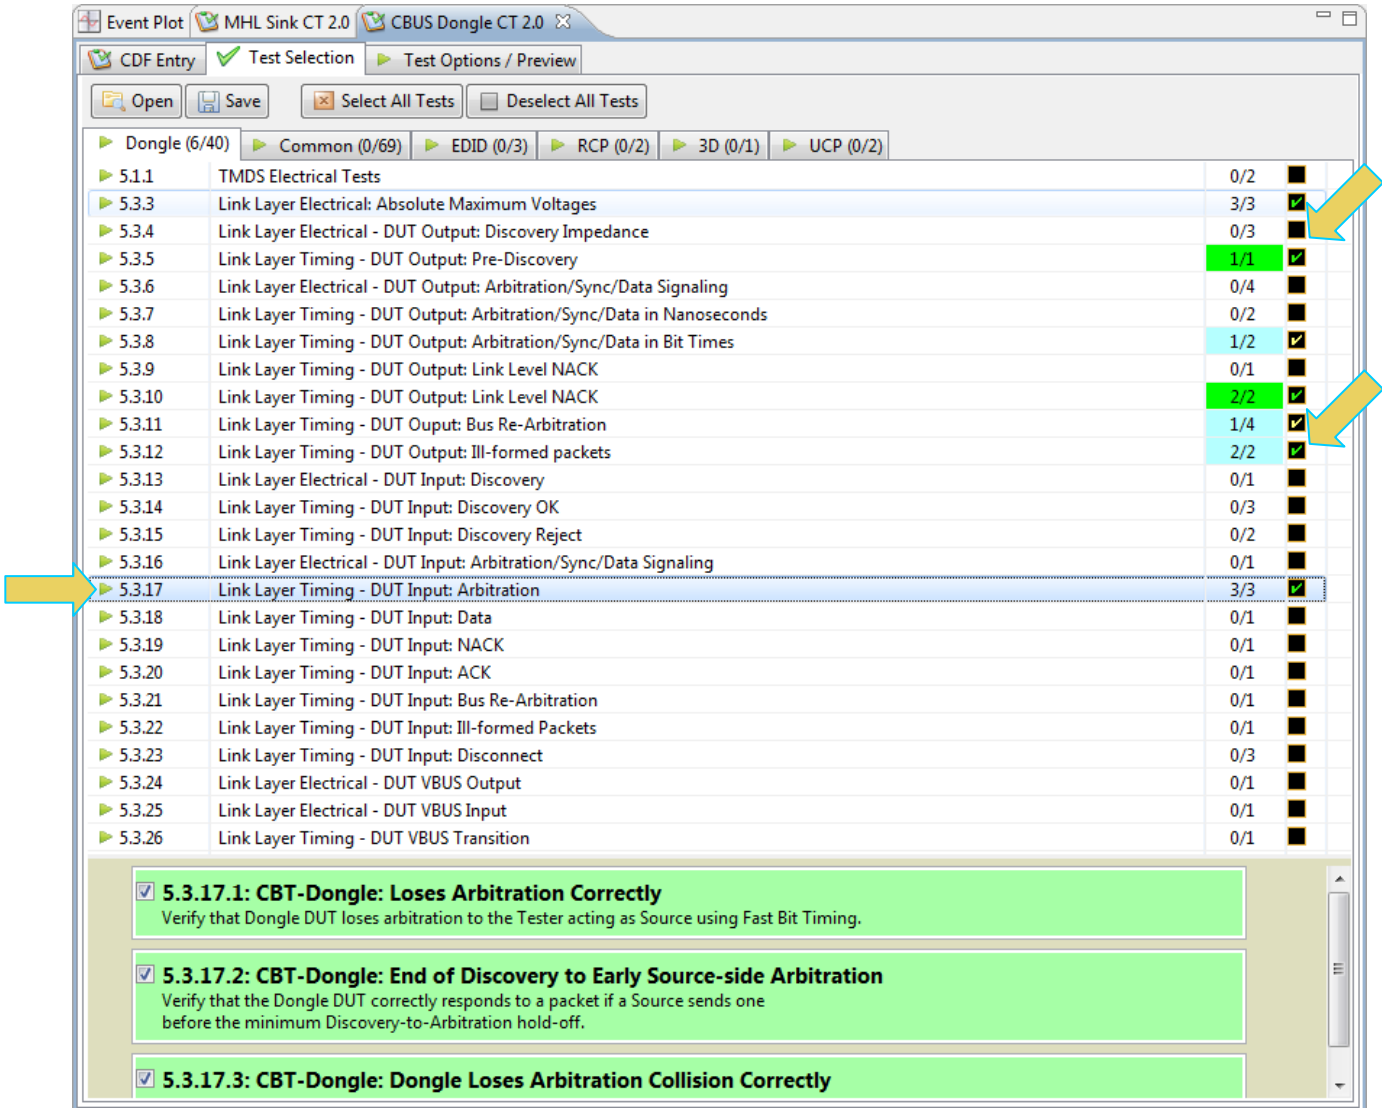 Event Plot MHL Sink CT 2.0 CBUS Dongle CT 2.0
CDF Entry Test Selection Test Options / Preview
Open Save Select All Tests Deselect All Tests
Dongle (6/40) Common (0/69) EDID (0/3) RCP (0/2) 3D (0/1) UCP (0/2)
5.1.1 TMDS Electrical Tests 0/2
5.3.3 Link Layer Electrical: Absolute Maximum Voltages 3/3
5.3.4 Link Layer Electrical - DUT Output: Discovery Impedance 0/3
5.3.5 Link Layer Timing - DUT Output: Pre-Discovery 1/1
5.3.6 Link Layer Electrical - DUT Output: Arbitration/Sync/Data Signaling 0/4
5.3.7 Link Layer Timing - DUT Output: Arbitration/Sync/Data in Nanoseconds 0/2
5.3.8 Link Layer Timing - DUT Output: Arbitration/Sync/Data in Bit Times 1/2
5.3.9 Link Layer Timing - DUT Output: Link Level NACK 0/1
5.3.10 Link Layer Timing - DUT Output: Link Level NACK 2/2
5.3.11 Link Layer Timing - DUT Ouput: Bus Re-Arbitration 1/4
5.3.12 Link Layer Timing - DUT Output: Ill-formed packets 2/2
5.3.13 Link Layer Electrical - DUT Input: Discovery 0/1
5.3.14 Link Layer Timing - DUT Input: Discovery OK 0/3
5.3.15 Link Layer Timing - DUT Input: Discovery Reject 0/2
5.3.16 Link Layer Electrical - DUT Input: Arbitration/Sync/Data Signaling 0/1
5.3.17 Link Layer Timing - DUT Input: Arbitration 3/3
5.3.18 Link Layer Timing - DUT Input: Data 0/1
5.3.19 Link Layer Timing - DUT Input: NACK 0/1
5.3.20 Link Layer Timing - DUT Input: ACK 0/1
5.3.21 Link Layer Timing - DUT Input: Bus Re-Arbitration 0/1
5.3.22 Link Layer Timing - DUT Input: Ill-formed Packets 0/1
5.3.23 Link Layer Timing - DUT Input: Disconnect 0/3
5.3.24 Link Layer Electrical - DUT VBUS Output 0/1
5.3.25 Link Layer Electrical - DUT VBUS Input 0/1
5.3.26 Link Layer Timing - DUT VBUS Transition 0/1
5.3.17.1: CBT-Dongle: Loses Arbitration Correctly
Verify that Dongle DUT loses arbitration to the Tester acting as Source using Fast Bit Timing.
5.3.17.2: CBT-Dongle: End of Discovery to Early Source-side Arbitration
Verify that the Dongle DUT correctly responds to a packet if a Source sends one
before the minimum Discovery-to-Arbitration hold-off.
5.3.17.3: CBT-Dongle: Dongle Loses Arbitration Collision Correctly